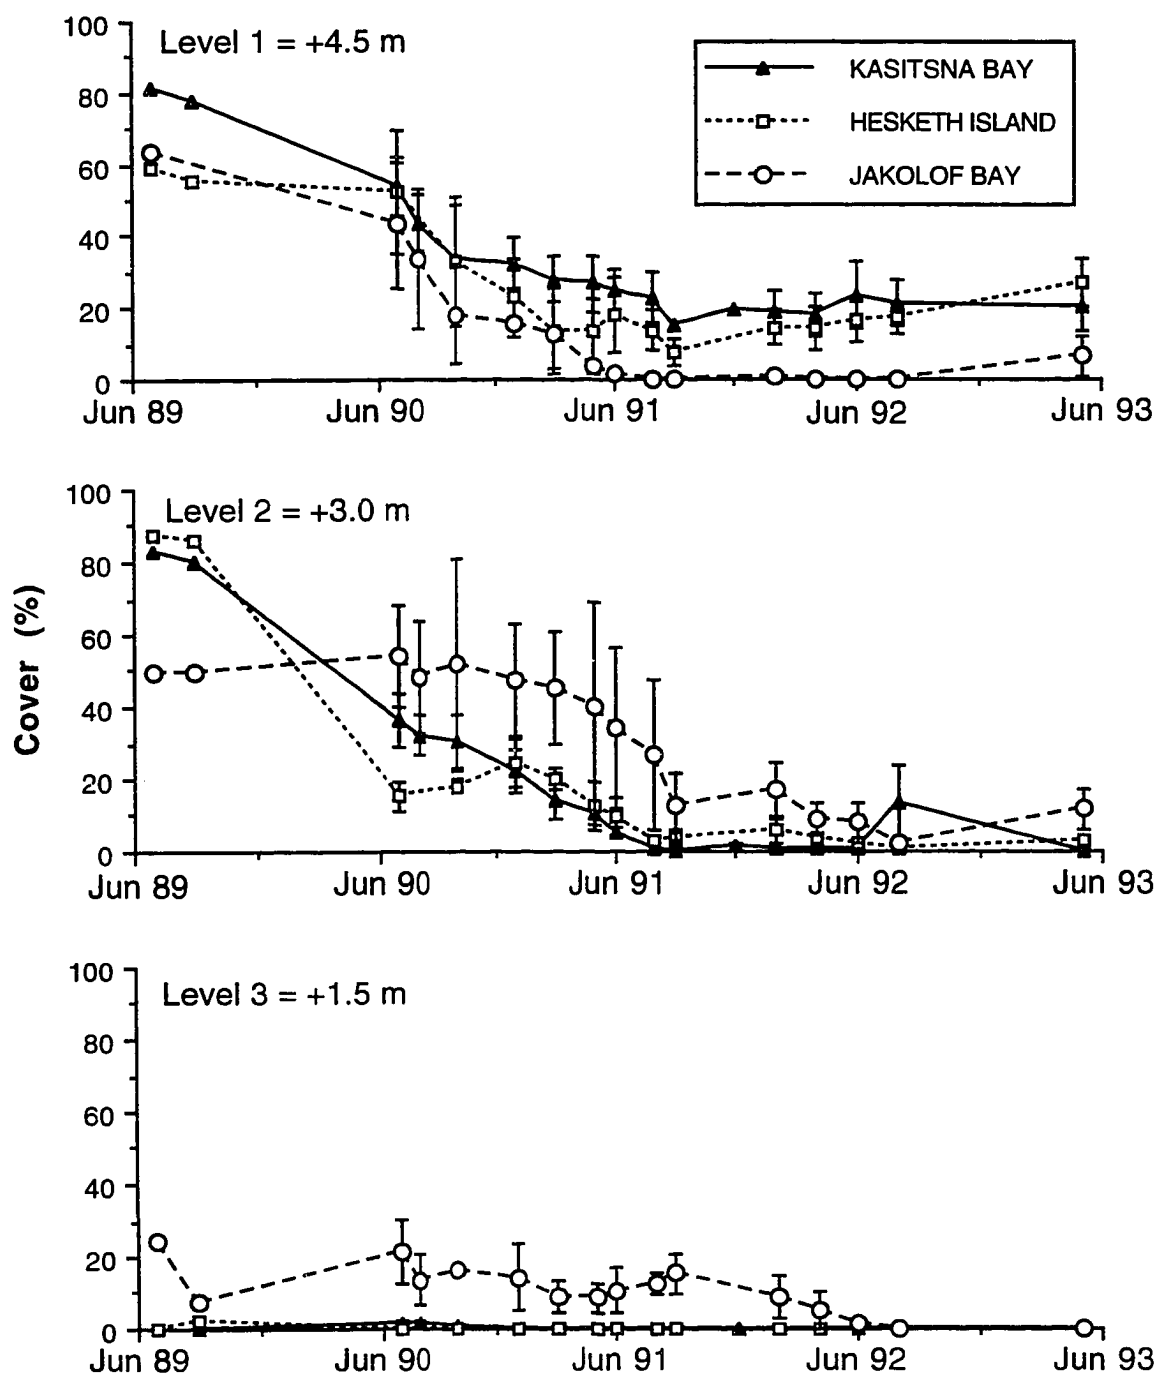 100
Level 1 = +4.5 m
KASITSNA BAY
80
HESKETH ISLAND
60
JAKOLOF BAY
40
20
0
Jun 89 Jun 90 Jun 91 Jun 92 Jun 93
100
Level 2 = +3.0 m
80
60
Cover (%)
40
20
0
Jun 89 Jun 90 Jun 91 Jun 92 Jun 93
100
Level 3 = +1.5 m
80
60
40
20
0
Jun 89 Jun 90 Jun 91 Jun 92 Jun 93